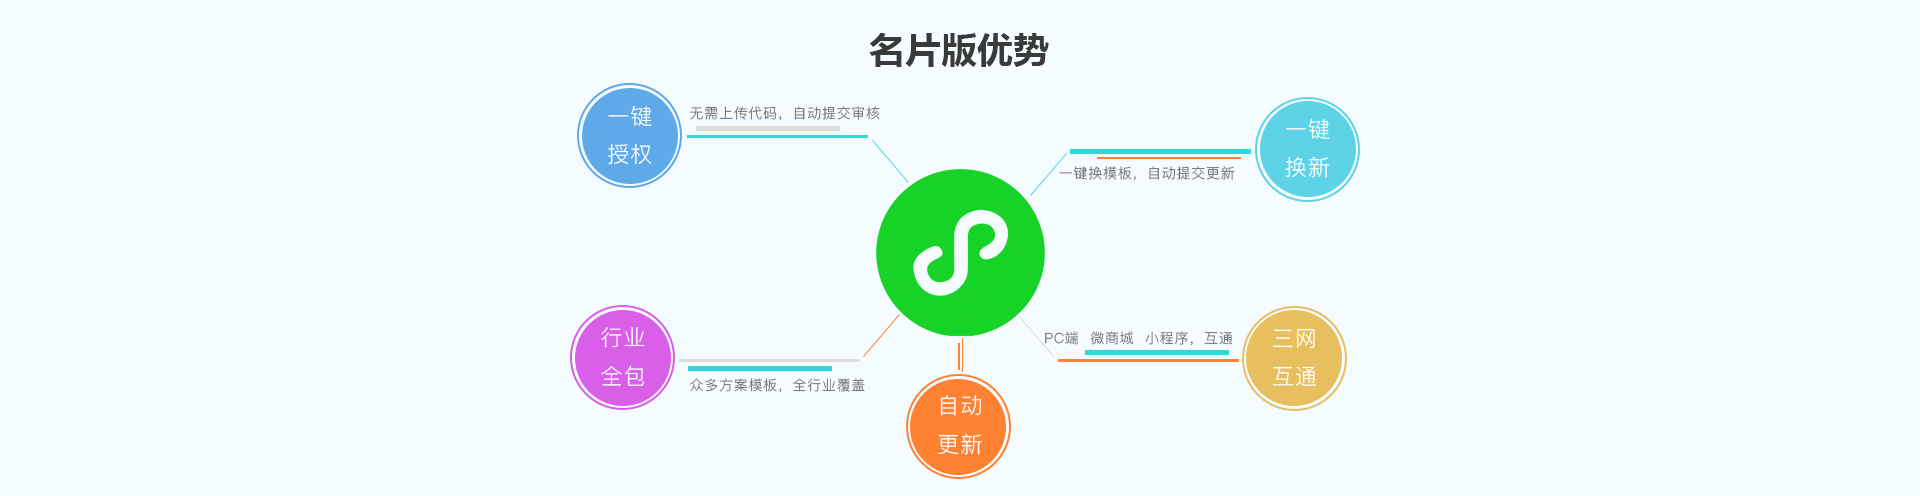 名片版优势
一键
授权
无需上传代码，自动提交审核
一键
换新
一键换模板，自动提交更新
行业
全包
众多方案模板，全行业覆盖
PC端 微商城 小程序，互通
三网
互通
自动
更新